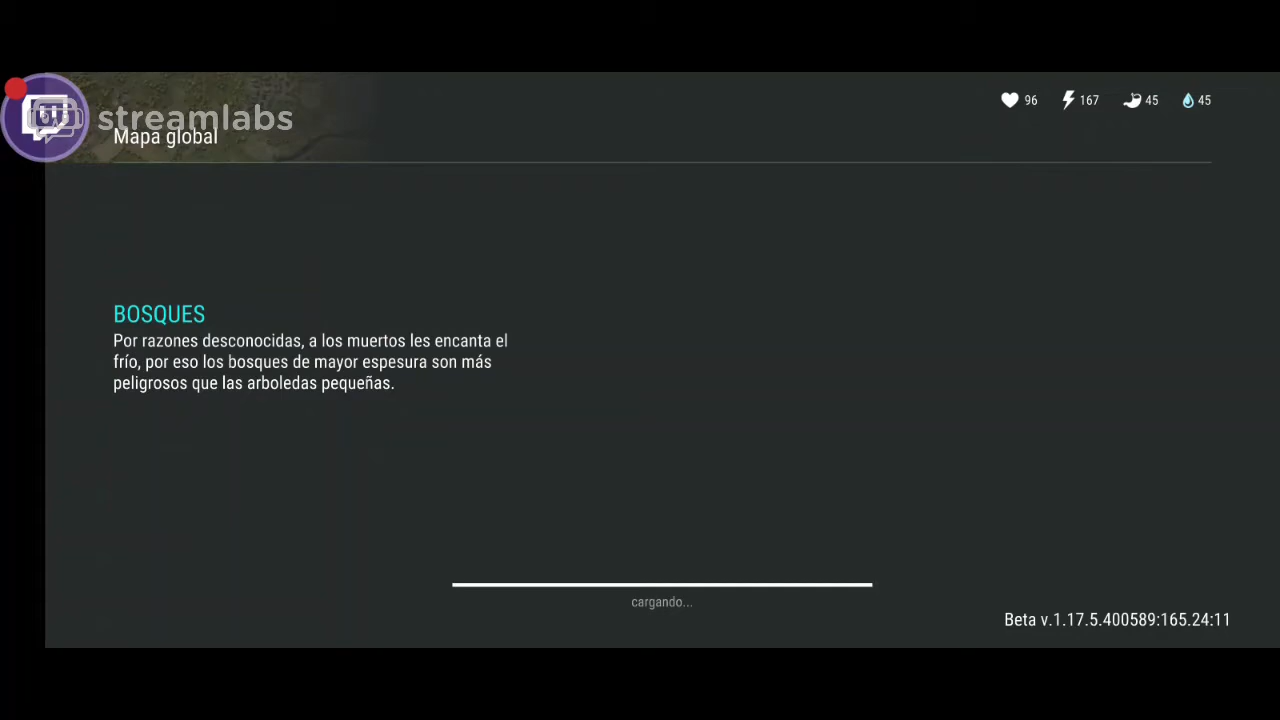 streamlabs
Mapa global
96 167 45 45
BOSQUES
Por razones desconocidas, a los muertos les encanta el
frío, por eso los bosques de mayor espesura son más
peligrosos que las arboledas pequeñas.
cargando...
Beta v.1.17.5.400589:165.24:11